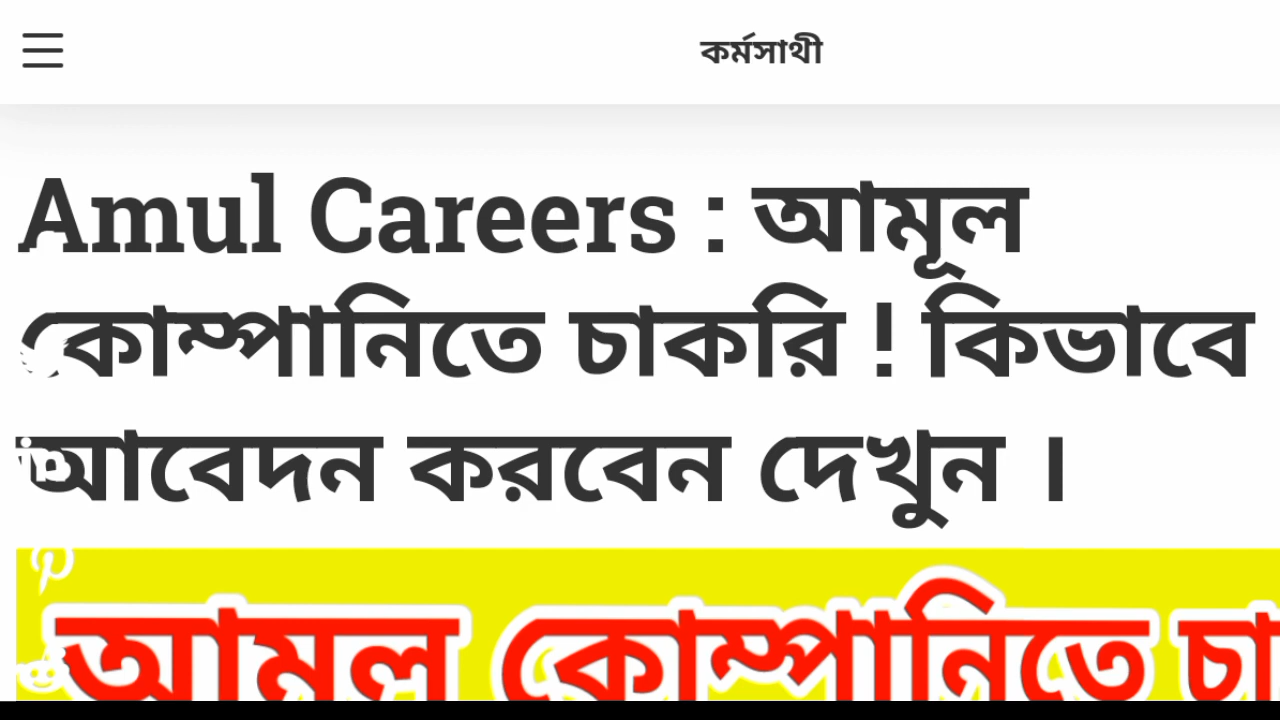 কর্মসাথী
Amul Careers : আমূল
কোম্পানিতে চাকরি ! কিভাবে
আবেদন করবেন দেখুন ।
আমূল কোম্পানিতে চা